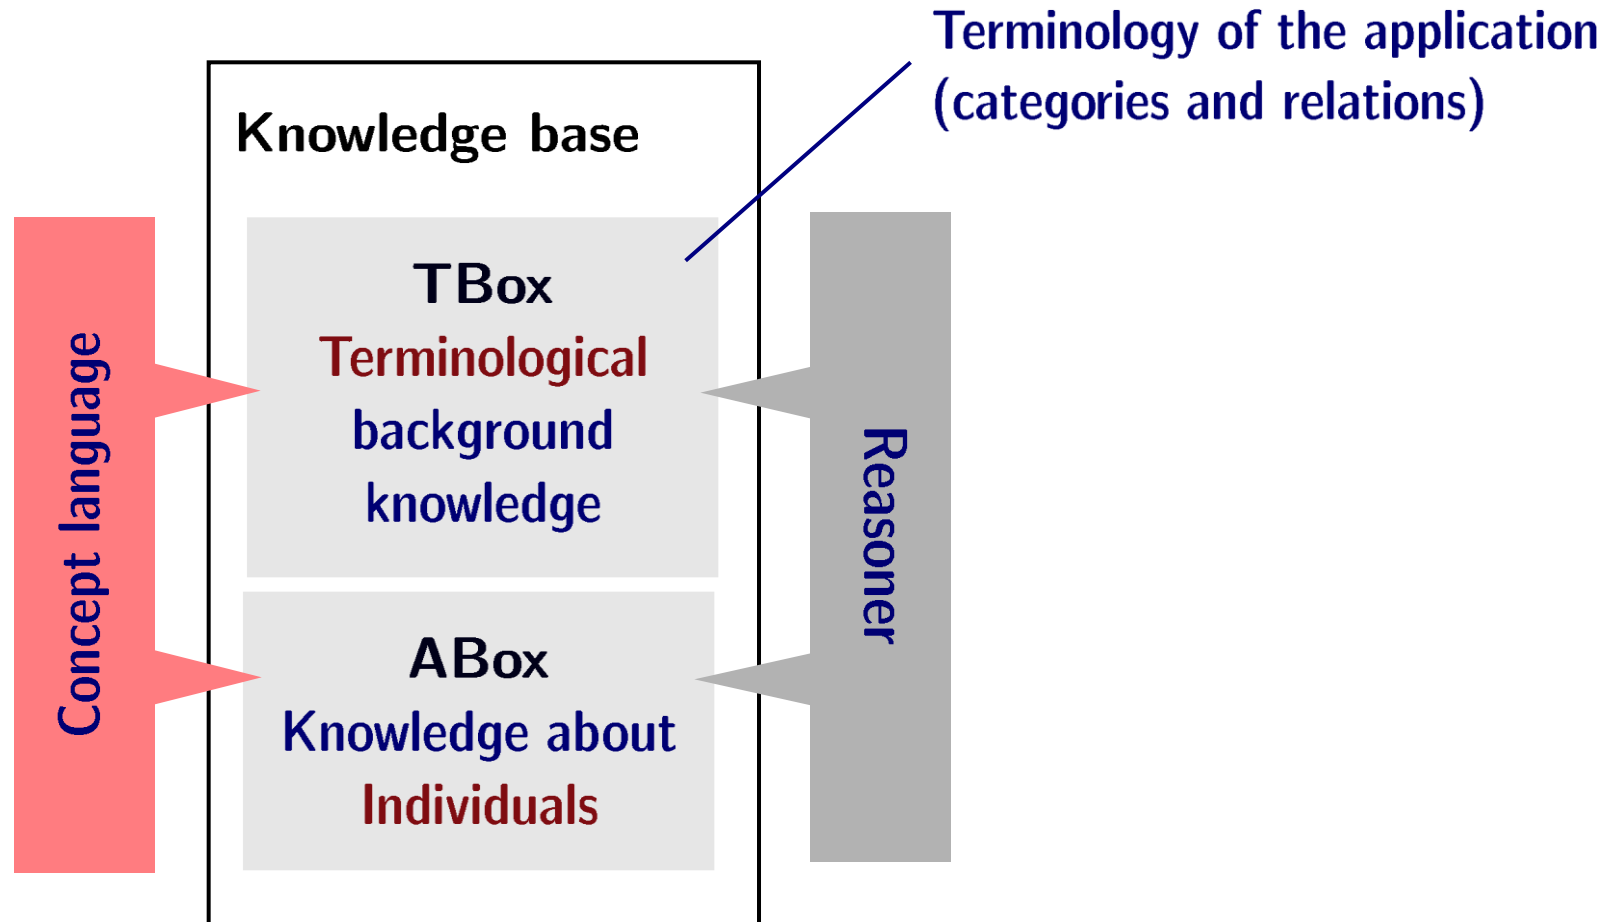 Terminology of the application
(categories and relations)
Knowledge base
Concept language
TBox
Terminological
background
knowledge
ABox
Knowledge about
Individuals
Reasoner